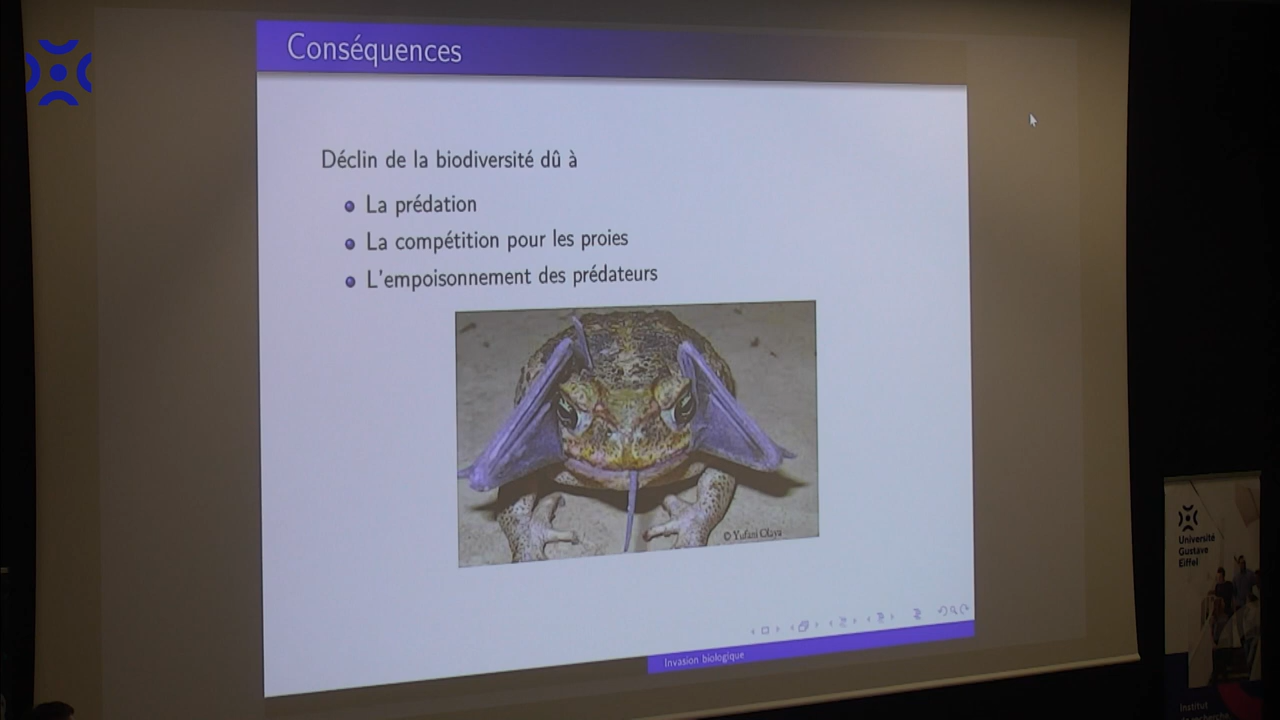 Conséquences
Déclin de la biodiversité dû à
La prédation
La compétition pour les proies
L'empoisonnement des prédateurs
© Yufani Olaya
Invasion biologique
Université
Gustave
Eiffel
Institut